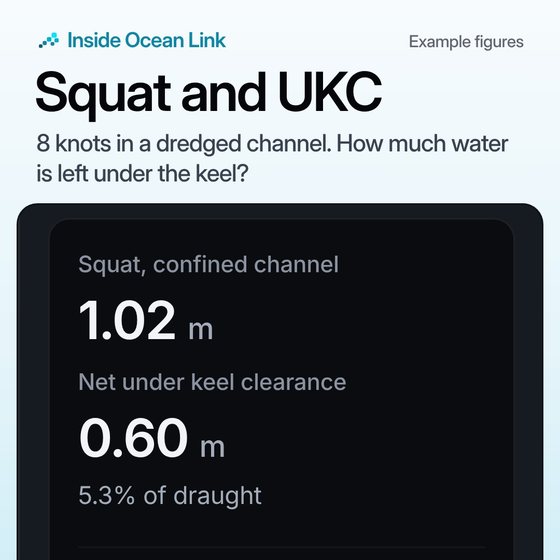 Inside Ocean Link
Example figures
Squat and UKC
8 knots in a dredged channel. How much water
is left under the keel?
Squat, confined channel
1.02 m
Net under keel clearance
0.60 m
5.3% of draught